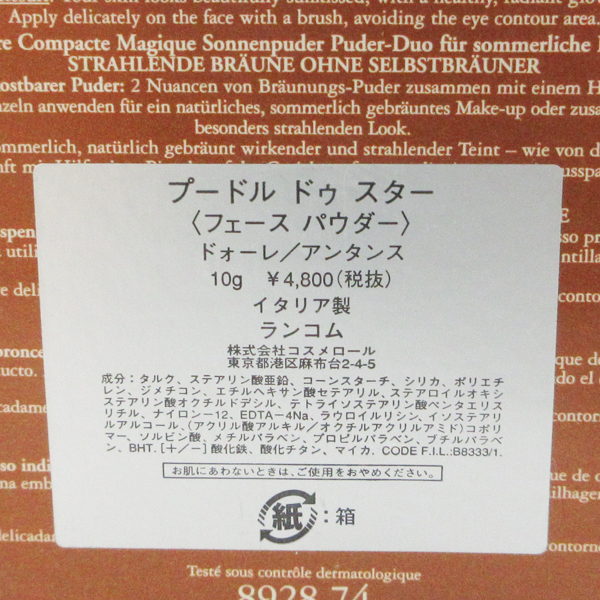 Apply delicately on the face with a brush, avoiding the eye contour area.
re Compacte Magique Sonnenpuder Puder-Duo für sommerliche
STRAHLENDE BRÄUNE OHNE SELBSTBRÄUNER
ostbarer Puder: 2 Nuancen von Bräunungs-Puder zusammen mit einem H
nzeln anwenden für ein natürliches, sommerlich gebräuntes Make-up oder zusa
besonders strahlenden Look.
ommerlich, natürlich gebräunt wirkender und strahlender Teint – wie von d
プードル ドゥ スター
〈フェース パウダー〉
ドォーレ／アンタンス
10g ￥4,800(税抜)
イタリア製
ランコム
株式会社コスメロール
東京都港区麻布台2-4-5
成分：タルク、ステアリン酸亜鉛、コーンスターチ、シリカ、ポリエチ
レン、ジメチコン、エチルヘキサン酸セテアリル、ステアロイルオキシ
ステアリン酸オクチルドデシル、テトライソステアリン酸ペンタエリス
リチル、ナイロン－12、EDTA－4Na、ラウロイルリシン、イソステアリ
ルアルコール、(アクリル酸アルキル／オクチルアクリルアミド)コポリ
マー、ソルビン酸、メチルパラベン、プロピルパラベン、ブチルパラベ
ン、BHT. [＋／－] 酸化鉄、酸化チタン、マイカ. CODE F.I.L.:B8333/1.
お肌にあわないときは、ご使用をおやめください。
紙：箱
Testé sous contrôle dermatologique
8928 74